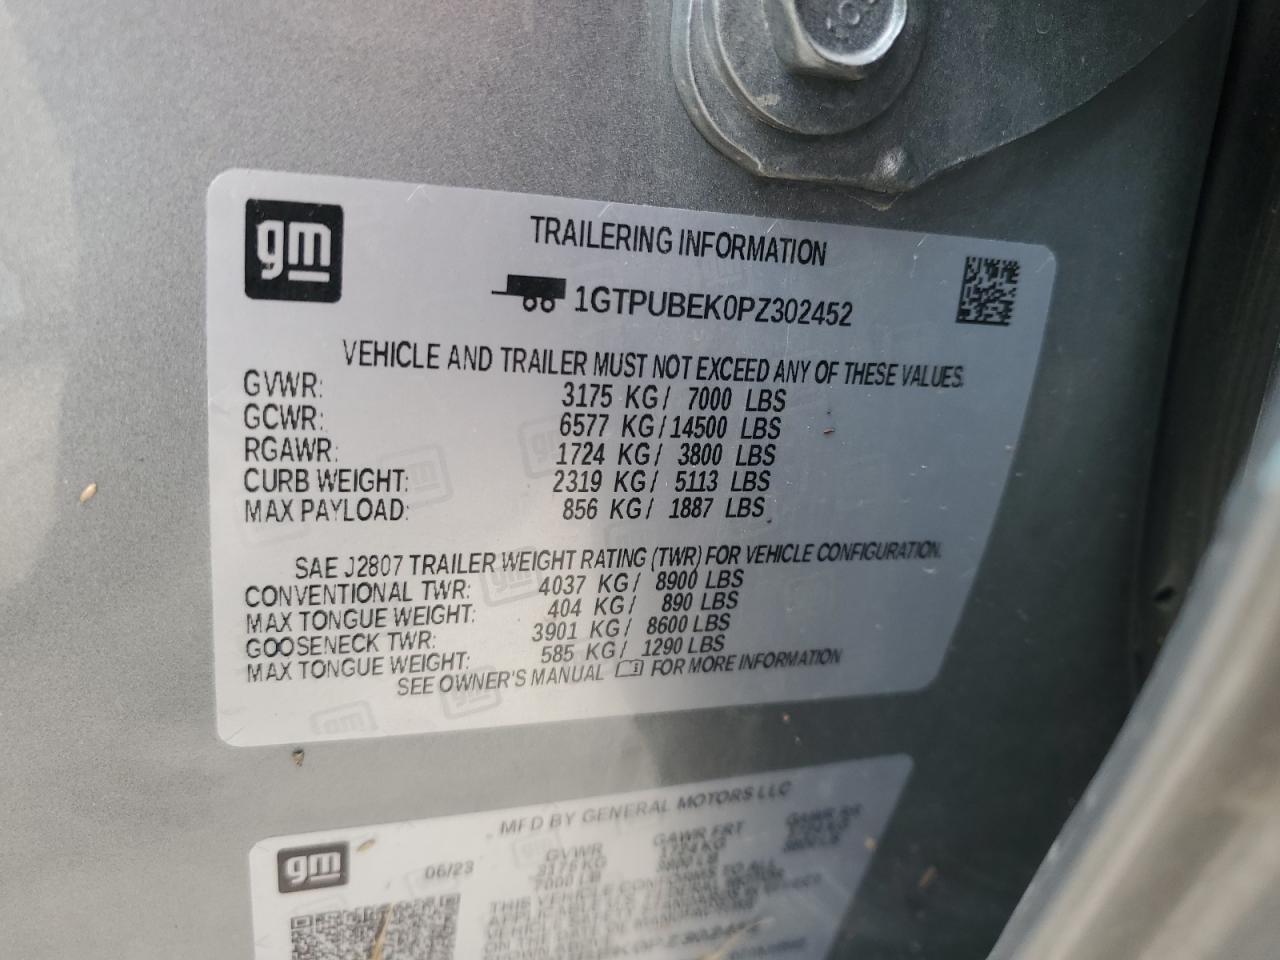 gm
TRAILERING INFORMATION
1GTPUBEK0PZ302452
VEHICLE AND TRAILER MUST NOT EXCEED ANY OF THESE VALUES.
GVWR: 3175 KG/ 7000 LBS
GCWR: 6577 KG/14500 LBS
RGAWR: 1724 KG/ 3800 LBS
CURB WEIGHT: 2319 KG/ 5113 LBS
MAX PAYLOAD: 856 KG/ 1887 LBS
SAE J2807 TRAILER WEIGHT RATING (TWR) FOR VEHICLE CONFIGURATION.
CONVENTIONAL TWR: 4037 KG/ 8900 LBS
MAX TONGUE WEIGHT: 404 KG/ 890 LBS
GOOSENECK TWR: 3901 KG/ 8600 LBS
MAX TONGUE WEIGHT: 585 KG/ 1290 LBS
SEE OWNER'S MANUAL FOR MORE INFORMATION
MFD BY GENERAL MOTORS LLC
gm
06/23
GVWR GAWR FRT GAWR RR
3175 KG 1724 KG
7000 LB 3800 LB